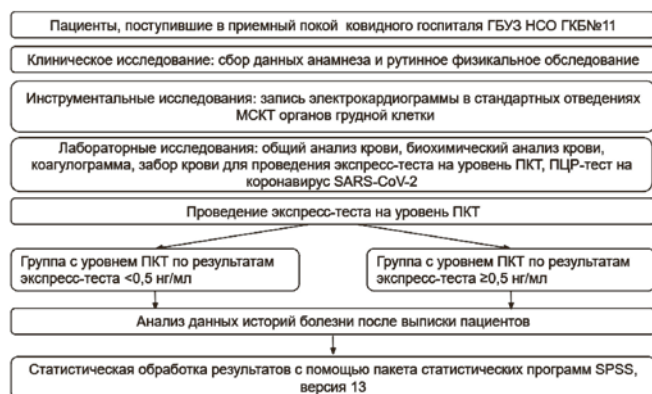 Пациенты, поступившие в приемный покой ковидного госпиталя ГБУЗ НСО ГКБ№11
Клиническое исследование: сбор данных анамнеза и рутинное физикальное обследование
Инструментальные исследования: запись электрокардиограммы в стандартных отведениях
МСКТ органов грудной клетки
Лабораторные исследования: общий анализ крови, биохимический анализ крови,
коагулограмма, забор крови для проведения экспресс-теста на уровень ПКТ, ПЦР-тест на
коронавирус SARS-CoV-2
Проведение экспресс-теста на уровень ПКТ
Группа с уровнем ПКТ по результатам
экспресс-теста <0,5 нг/мл
Группа с уровнем ПКТ по результатам
экспресс-теста ≥0,5 нг/мл
Анализ данных историй болезни после выписки пациентов
Статистическая обработка результатов с помощью пакета статистических программ SPSS,
версия 13